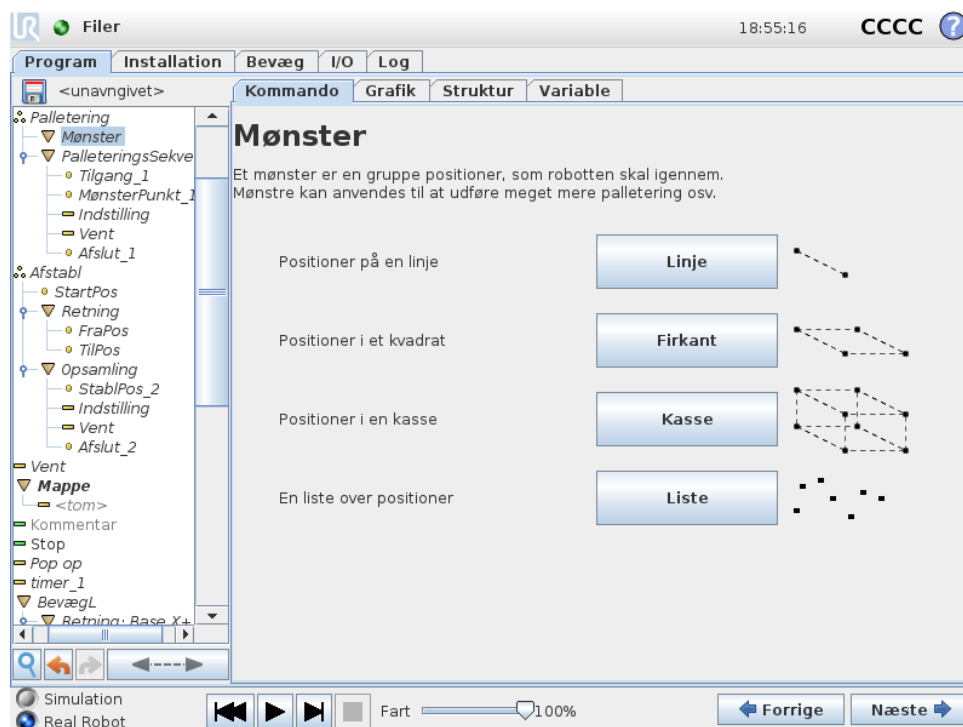 UR Filer 18:55:16 CCCC ?
Program Installation Bevæg I/O Log
<unavngivet>
Kommando Grafik Struktur Variable
Palletering
Mønster
PalleteringsSekve
Tilgang_1
MønsterPunkt_1
Indstilling
Vent
Afslut_1
Afstabl
StartPos
Retning
FraPos
TilPos
Opsamling
StablPos_2
Indstilling
Vent
Afslut_2
Vent
Mappe
<tom>
Kommentar
Stop
Pop op
timer_1
BevægL
Retning: Base X+
Mønster
Et mønster er en gruppe positioner, som robotten skal igennem.
Mønstre kan anvendes til at udføre meget mere palletering osv.
Positioner på en linje
Linje
Positioner i et kvadrat
Firkant
Positioner i en kasse
Kasse
En liste over positioner
Liste
Simulation
Real Robot
Fart 100%
Forrige
Næste